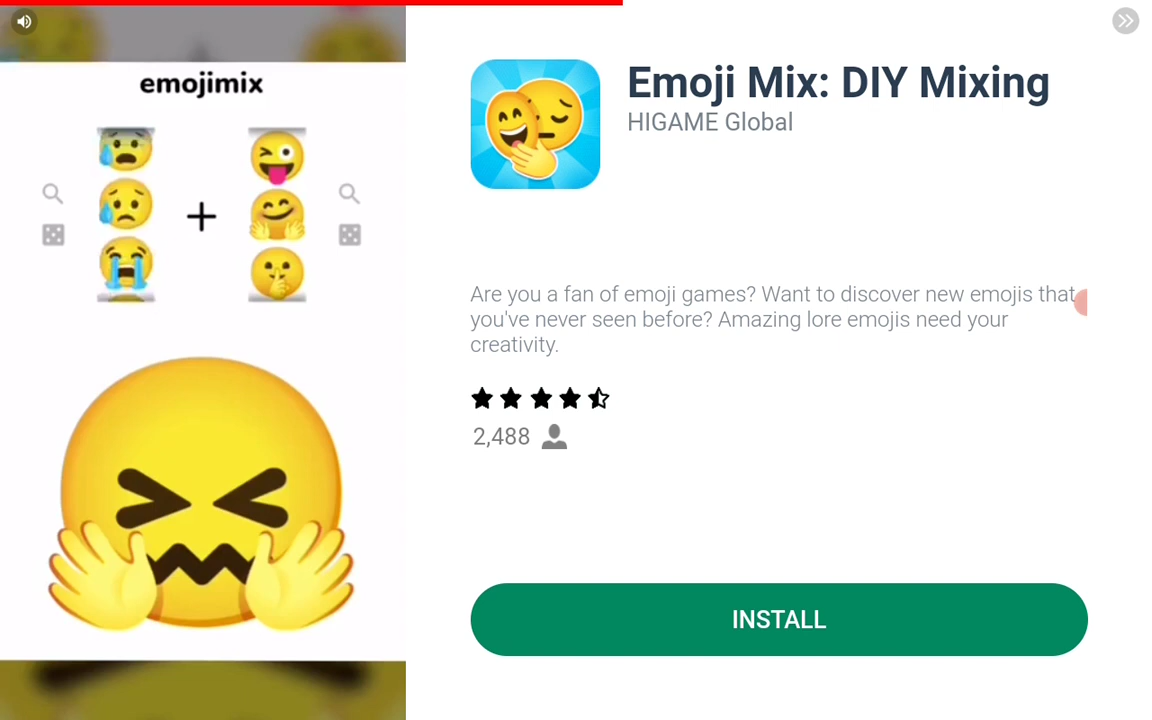 emojimix
Emoji Mix: DIY Mixing
HIGAME Global
Are you a fan of emoji games? Want to discover new emojis that
you've never seen before? Amazing lore emojis need your
creativity.
2,488
INSTALL